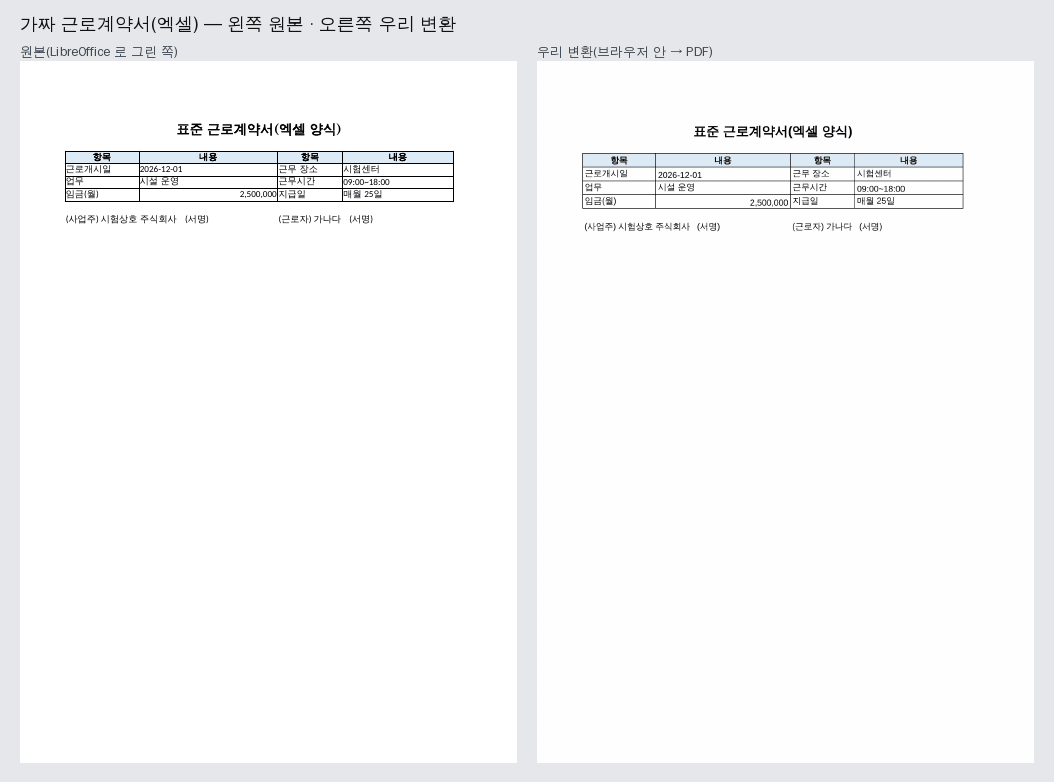 가짜 근로계약서(엑셀) — 왼쪽 원본 · 오른쪽 우리 변환
원본(LibreOffice 로 그린 쪽)
표준 근로계약서(엑셀 양식)
항목 내용 항목 내용
근로개시일 2026-12-01 근무 장소 시험센터
업무 시설 운영 근무시간 09:00~18:00
임금(월) 2,500,000 지급일 매월 25일
(사업주) 시험상호 주식회사 (서명) (근로자) 가나다 (서명)
우리 변환(브라우저 안 → PDF)
표준 근로계약서(엑셀 양식)
항목 내용 항목 내용
근로개시일 2026-12-01 근무 장소 시험센터
업무 시설 운영 근무시간 09:00~18:00
임금(월) 2,500,000 지급일 매월 25일
(사업주) 시험상호 주식회사 (서명) (근로자) 가나다 (서명)